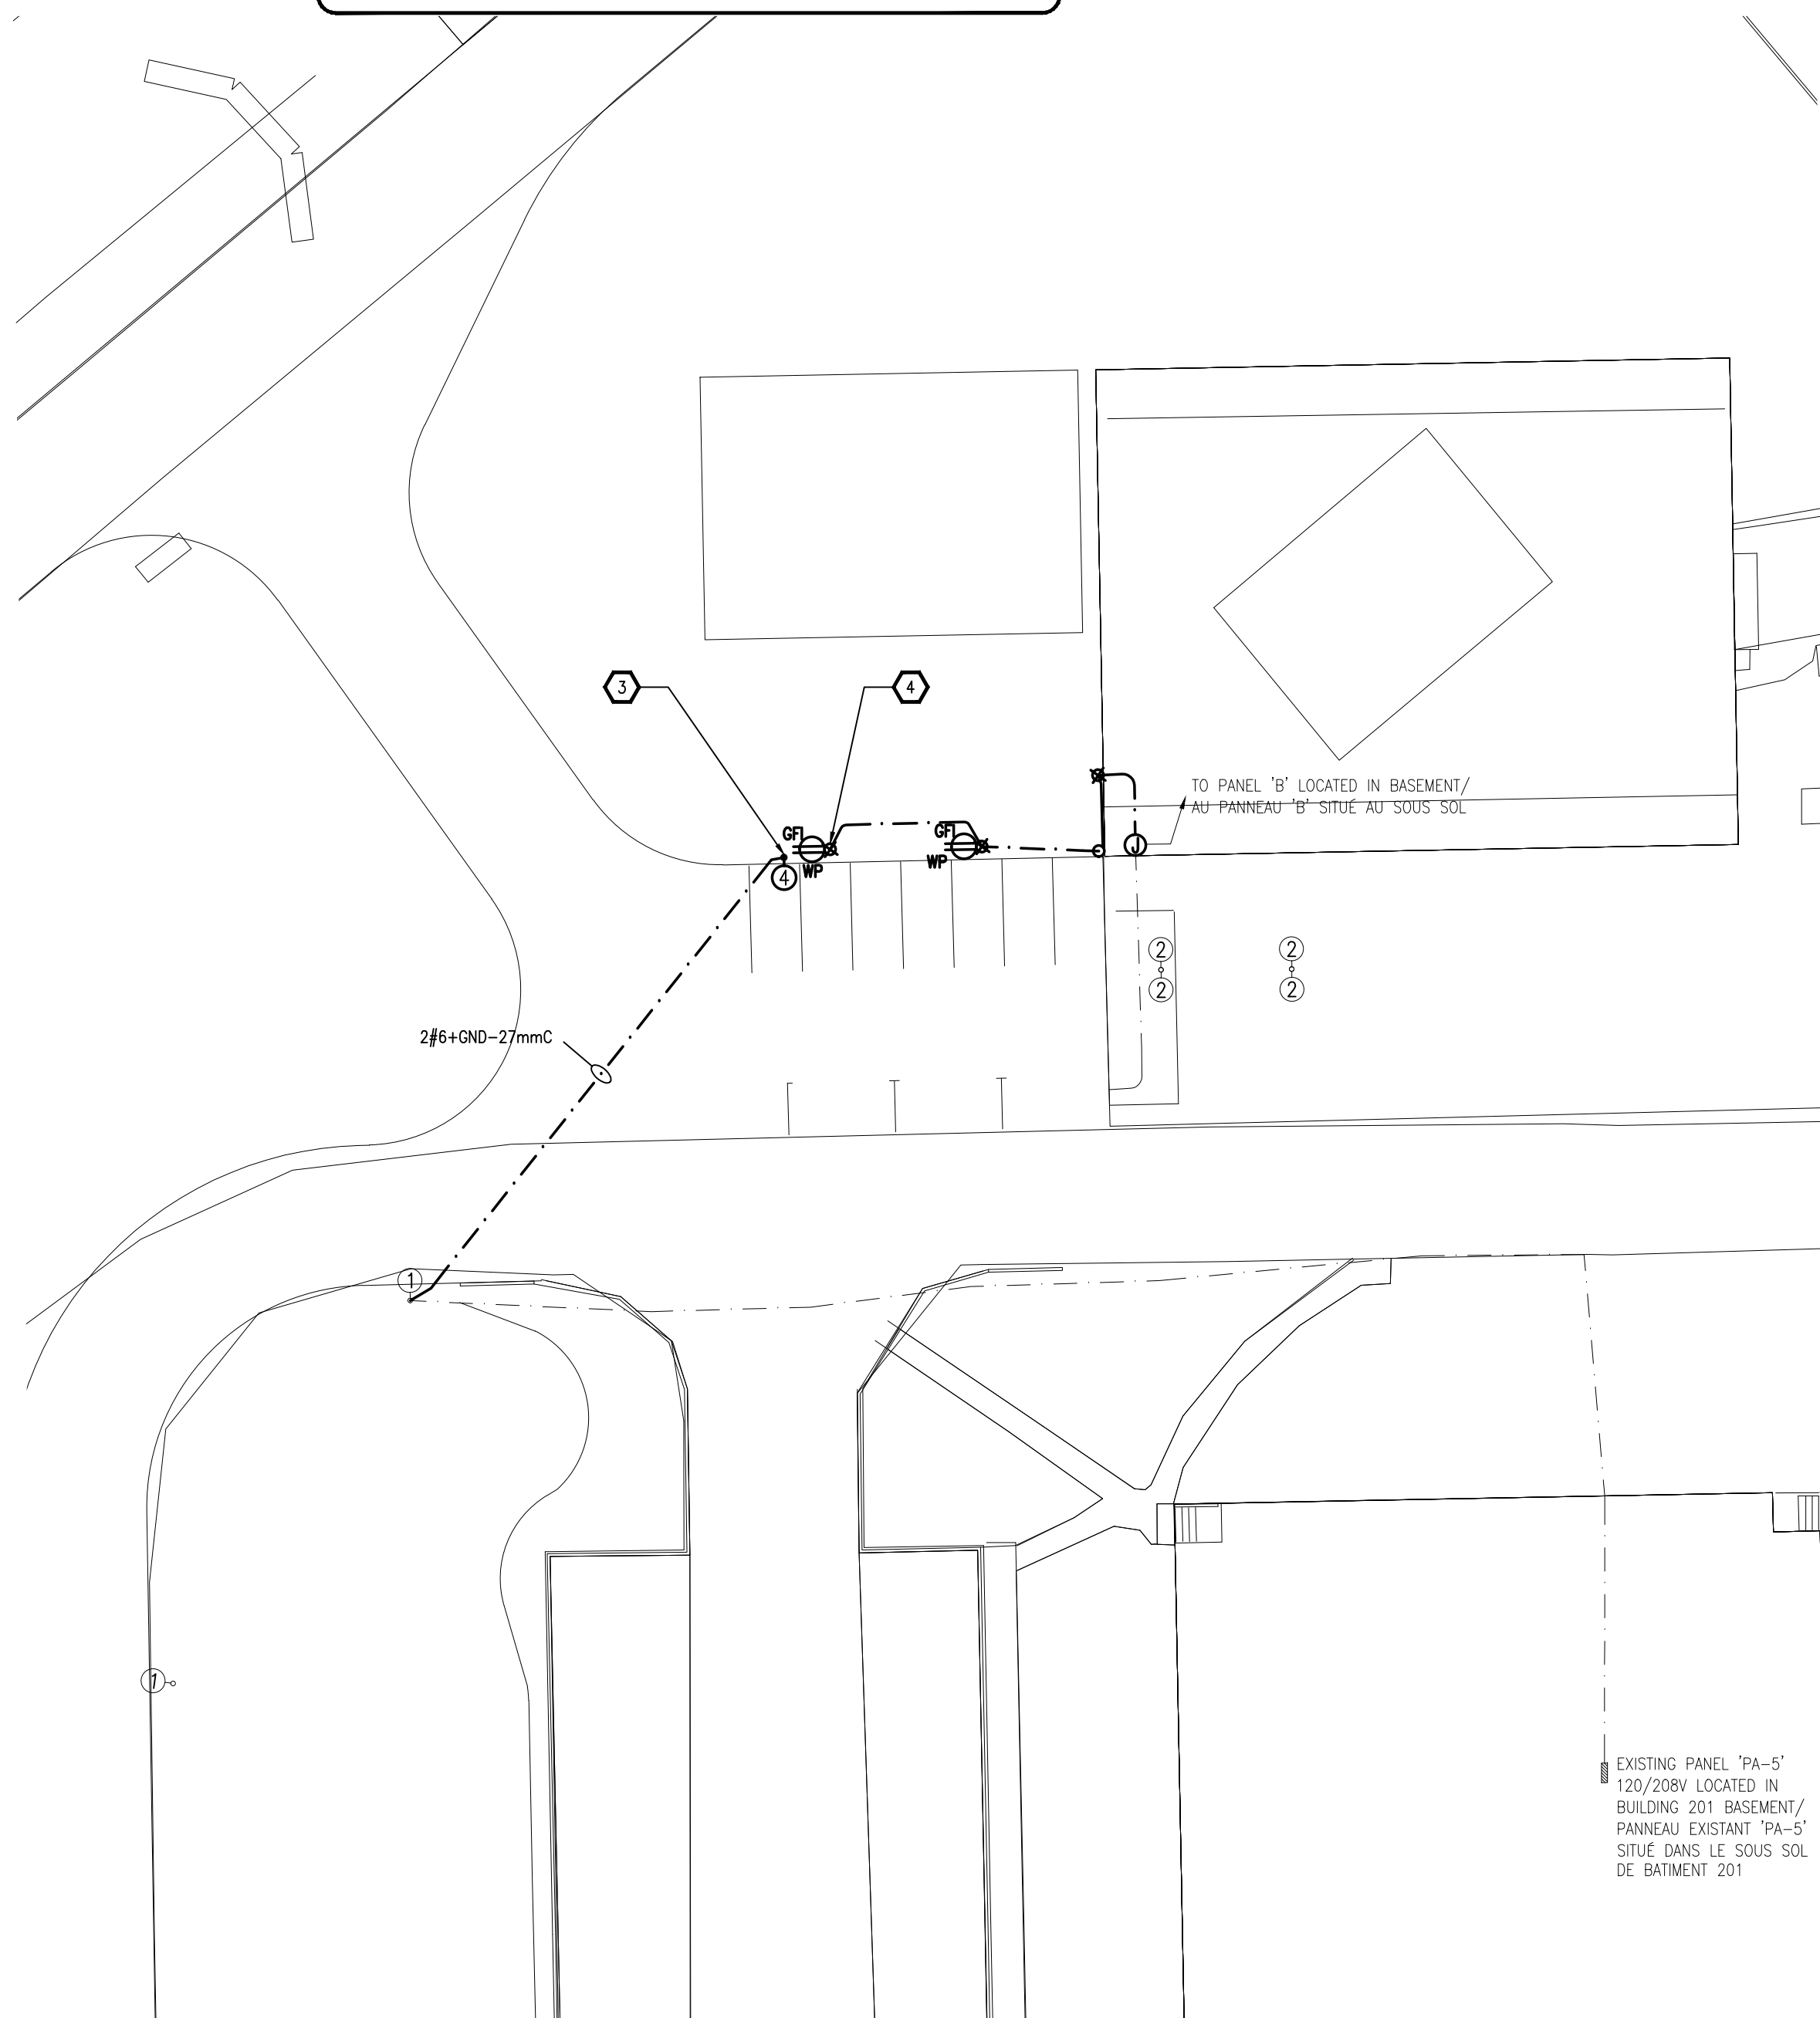 3
4
TO PANEL 'B' LOCATED IN BASEMENT/
AU PANNEAU 'B' SITUÉ AU SOUS SOL
GFI
GFI
J
WP
WP
4
2
2
2
2
2#6+GND-27mmC
1
1
EXISTING PANEL 'PA-5'
120/208V LOCATED IN
BUILDING 201 BASEMENT/
PANNEAU EXISTANT 'PA-5'
SITUÉ DANS LE SOUS SOL
DE BATIMENT 201